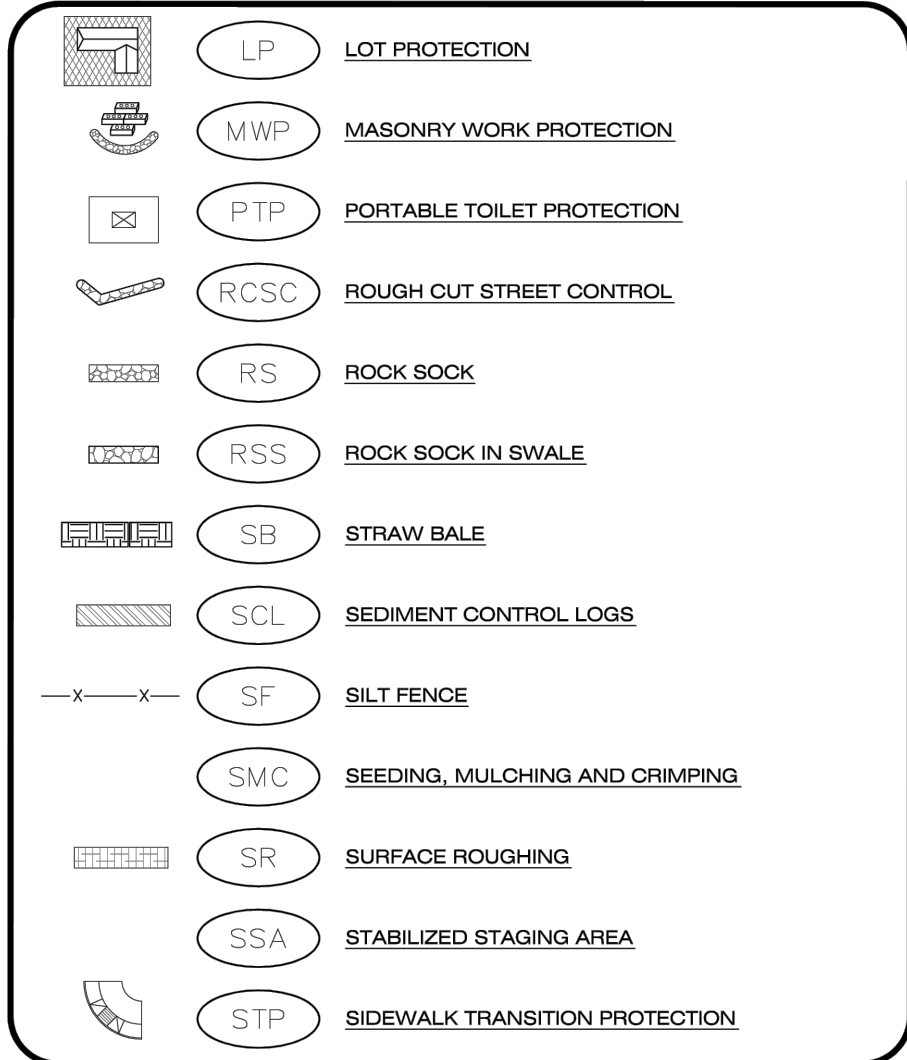 LP LOT PROTECTION
MWP MASONRY WORK PROTECTION
PTP PORTABLE TOILET PROTECTION
RCSC ROUGH CUT STREET CONTROL
RS ROCK SOCK
RSS ROCK SOCK IN SWALE
SB STRAW BALE
SCL SEDIMENT CONTROL LOGS
X X SF SILT FENCE
SMC SEEDING, MULCHING AND CRIMPING
SR SURFACE ROUGHING
SSA STABILIZED STAGING AREA
STP SIDEWALK TRANSITION PROTECTION